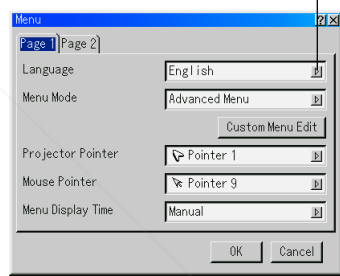 Menu
Page 1 Page 2
Language English
Menu Mode Advanced Menu
Custom Menu Edit
Projector Pointer Pointer 1
Mouse Pointer Pointer 9
Menu Display Time Manual
OK Cancel